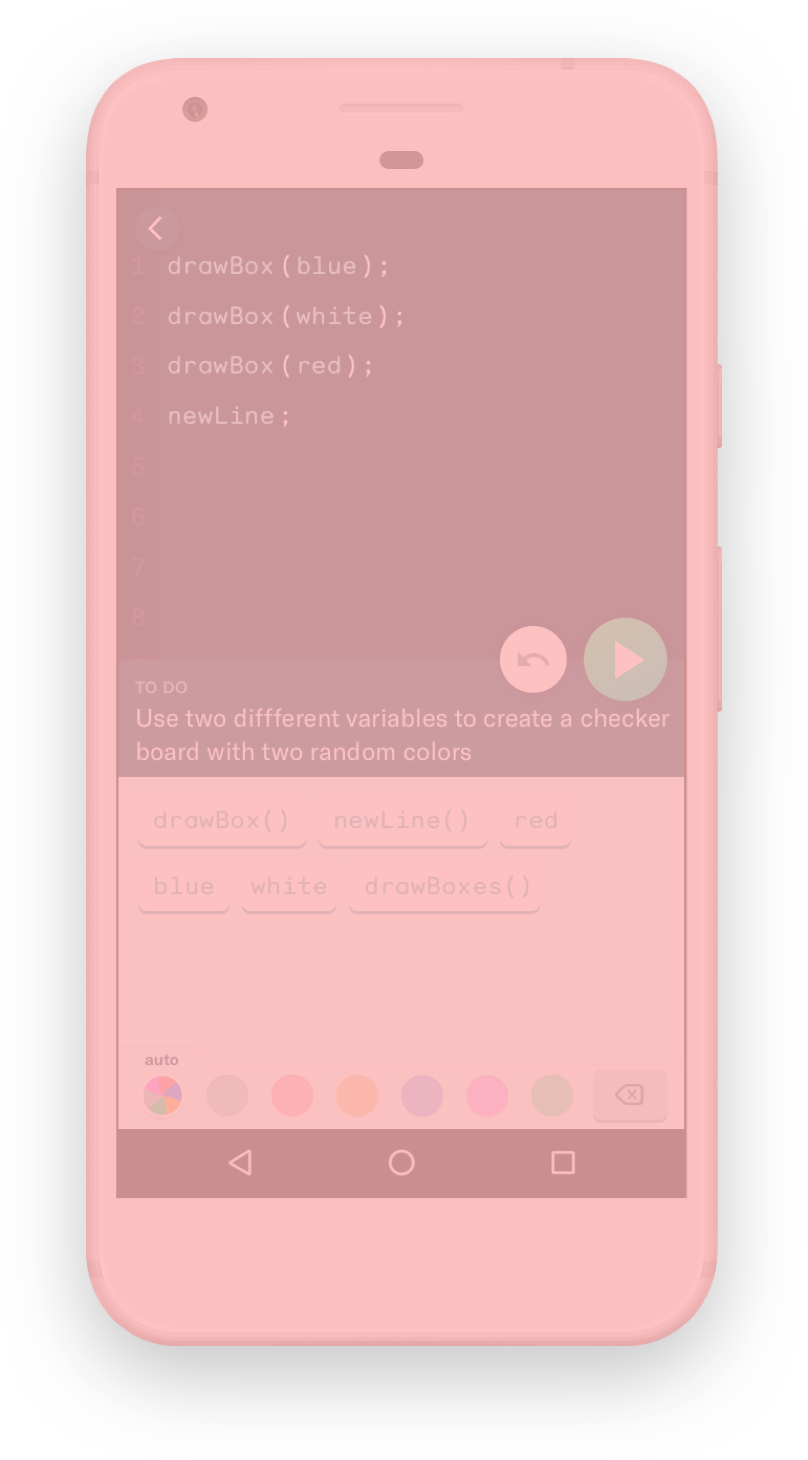 1 drawBox(blue);
2 drawBox(white);
3 drawBox(red);
4 newLine;
5
6
7
8
TO DO
Use two diffferent variables to create a checker
board with two random colors
drawBox() newLine() red
blue white drawBoxes()
auto